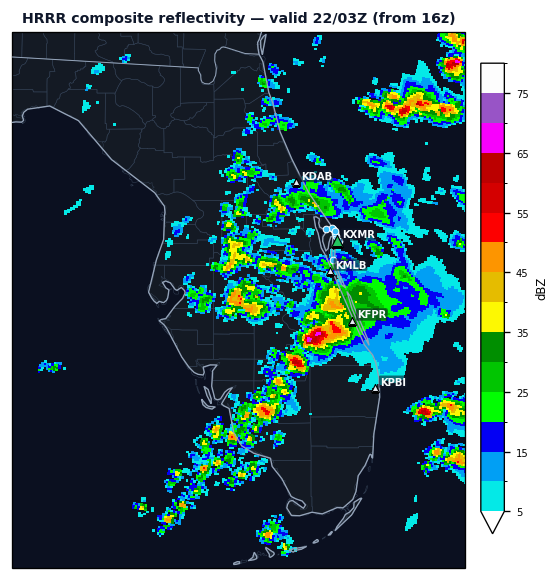 HRRR composite reflectivity — valid 22/03Z (from 16z)
75
65
55
45
35
25
15
5
dBZ
KDAB
KXMR
KMLB
KFPR
KPBI